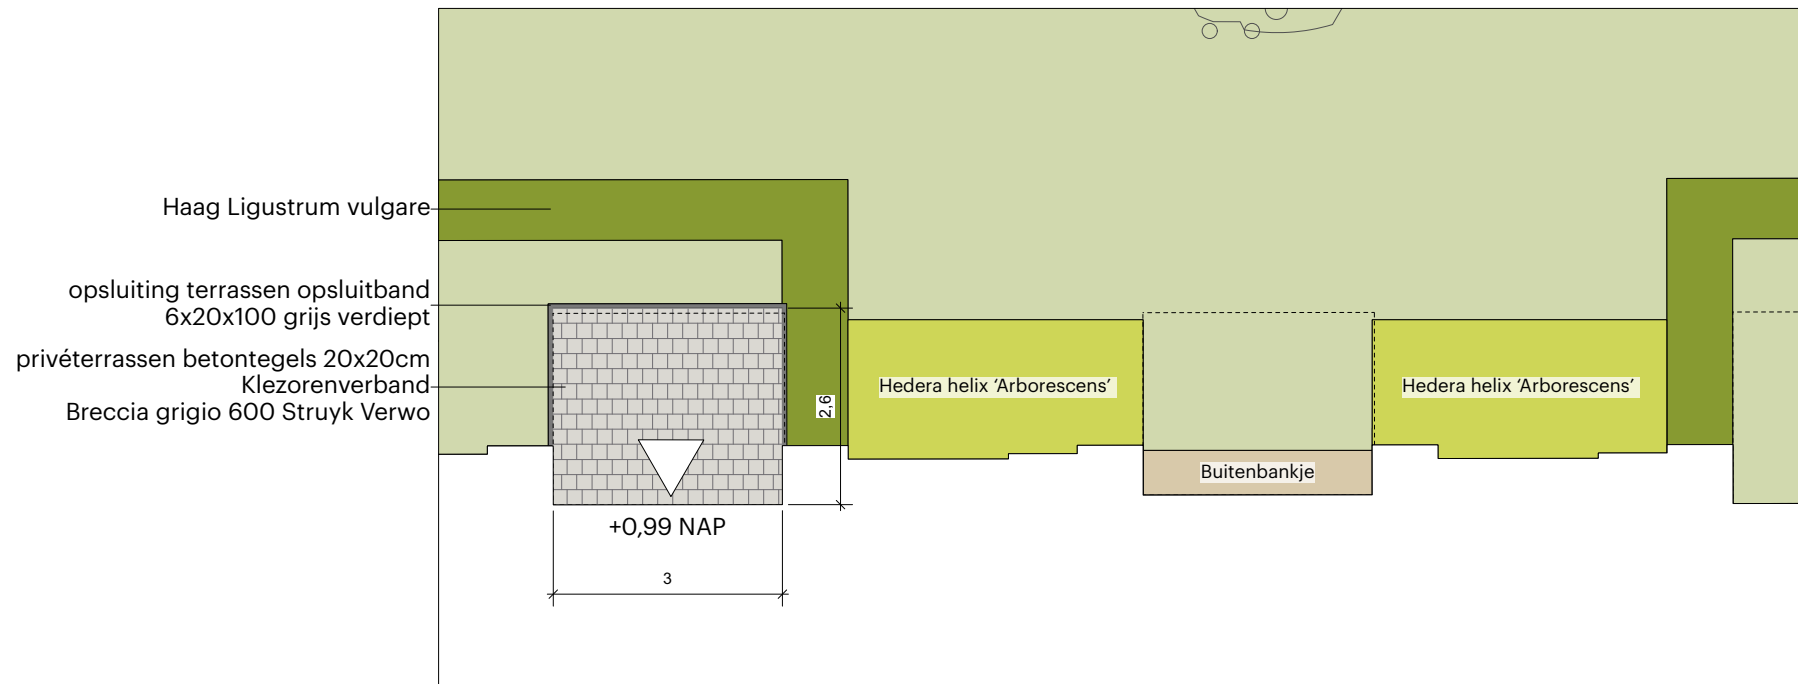 Haag Ligustrum vulgare
opsluiting terrassen opsluitband
6x20x100 grijs verdiept
privéterrassen betontegels 20x20cm
Klezorenverband
Breccia grigio 600 Struyk Verwo
2,6
Hedera helix ‘Arborescens’
Hedera helix ‘Arborescens’
Buitenbankje
+0,99 NAP
3